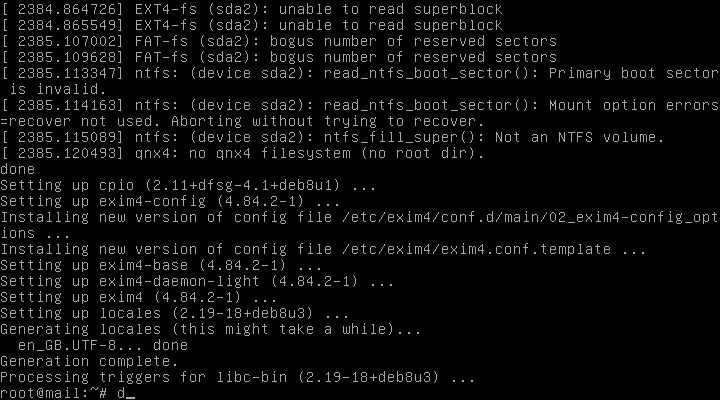 [ 2384.864726] EXT4-fs (sda2): unable to read superblock
[ 2384.865549] EXT4-fs (sda2): unable to read superblock
[ 2385.107002] FAT-fs (sda2): bogus number of reserved sectors
[ 2385.109628] FAT-fs (sda2): bogus number of reserved sectors
[ 2385.113347] ntfs: (device sda2): read_ntfs_boot_sector(): Primary boot sector
 is invalid.
[ 2385.114163] ntfs: (device sda2): read_ntfs_boot_sector(): Mount option errors
=recover not used. Aborting without trying to recover.
[ 2385.115089] ntfs: (device sda2): ntfs_fill_super(): Not an NTFS volume.
[ 2385.120493] qnx4: no qnx4 filesystem (no root dir).
done
Setting up cpio (2.11+dfsg-4.1+deb8u1) ...
Setting up exim4-config (4.84.2-1) ...
Installing new version of config file /etc/exim4/conf.d/main/02_exim4-config_opt
ions ...
Installing new version of config file /etc/exim4/exim4.conf.template ...
Setting up exim4-base (4.84.2-1) ...
Setting up exim4-daemon-light (4.84.2-1) ...
Setting up exim4 (4.84.2-1) ...
Setting up locales (2.19-18+deb8u3) ...
Generating locales (this might take a while)...
  en_GB.UTF-8... done
Generation complete.
Processing triggers for libc-bin (2.19-18+deb8u3) ...
root@mail:~# d_